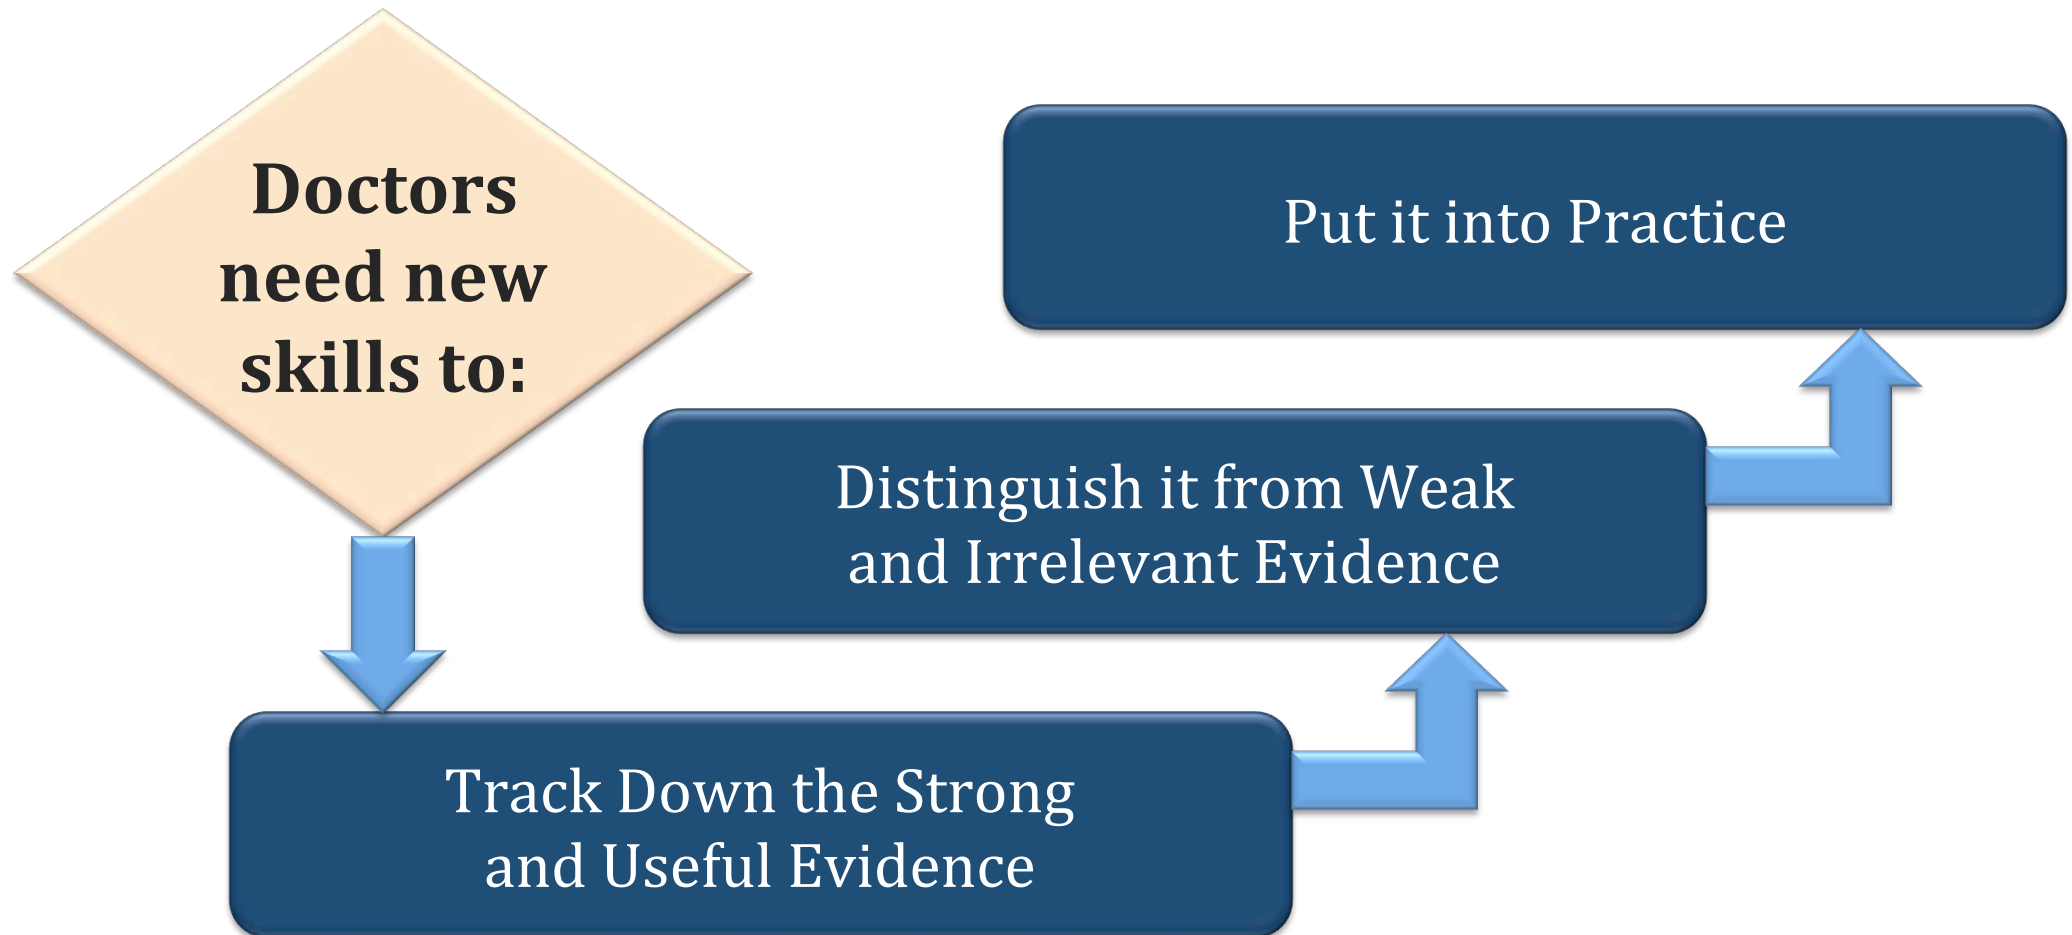 Doctors
need new
skills to:
Track Down the Strong
and Useful Evidence
Distinguish it from Weak
and Irrelevant Evidence
Put it into Practice